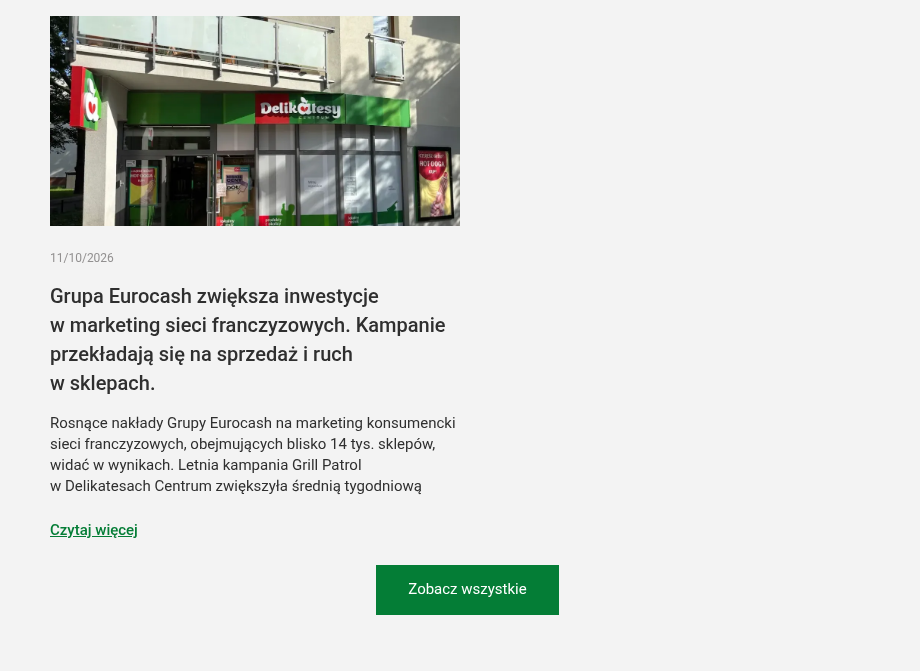 Delikatesy
CENTRUM
11/10/2026
Grupa Eurocash zwiększa inwestycje
w marketing sieci franczyzowych. Kampanie
przekładają się na sprzedaż i ruch
w sklepach.
Rosnące nakłady Grupy Eurocash na marketing konsumencki
sieci franczyzowych, obejmujących blisko 14 tys. sklepów,
widać w wynikach. Letnia kampania Grill Patrol
w Delikatesach Centrum zwiększyła średnią tygodniową
Czytaj więcej
Zobacz wszystkie